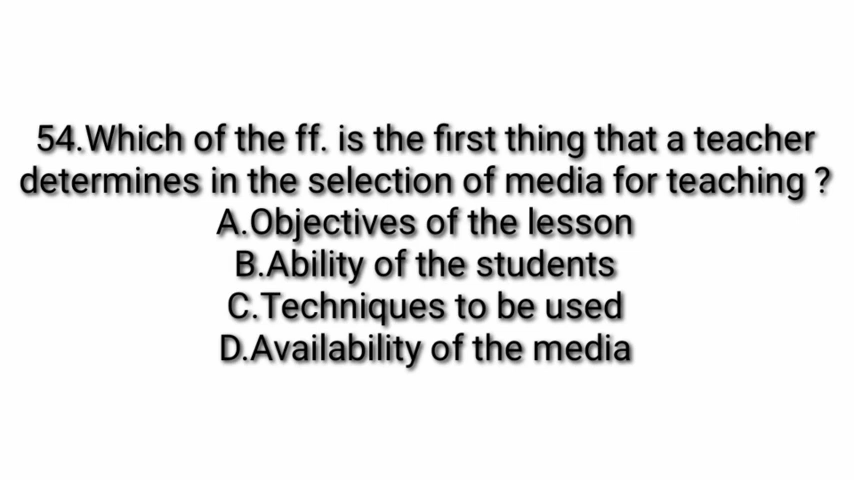 54.Which of the ff. is the first thing that a teacher
determines in the selection of media for teaching ?
A.Objectives of the lesson
B.Ability of the students
C.Techniques to be used
D.Availability of the media